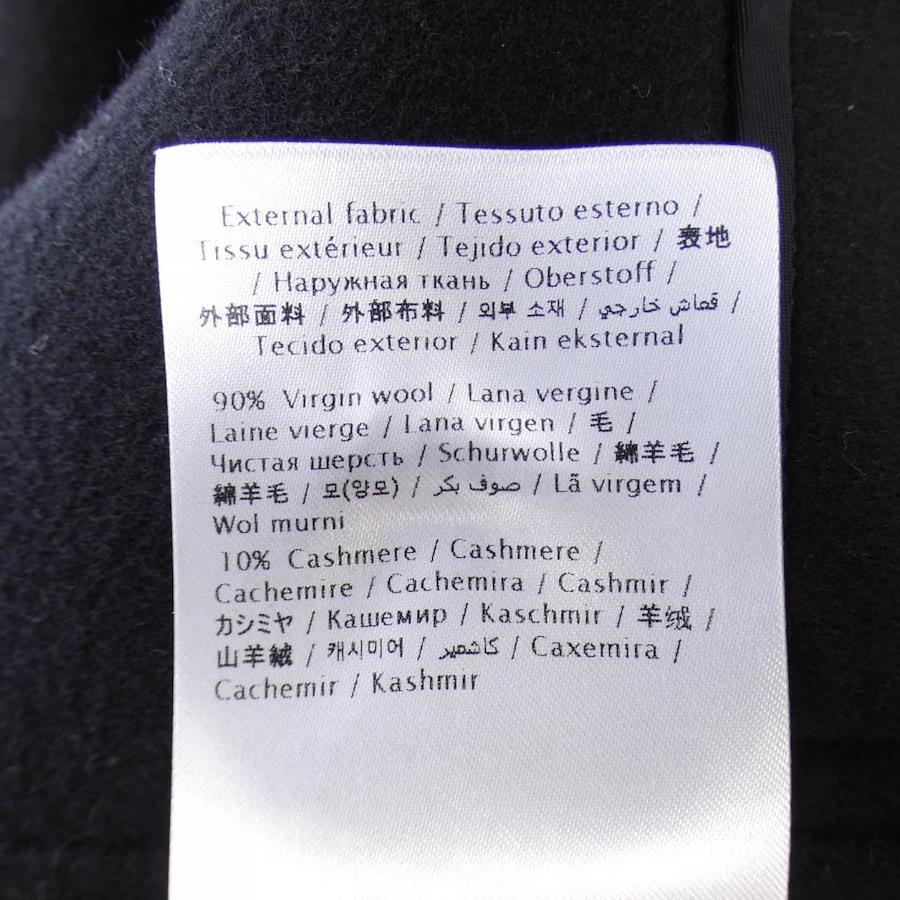 External fabric / Tessuto esterno /
Tissu extérieur / Tejido exterior / 表地
/ Наружная ткань / Oberstoff /
外部面料 / 外部布料 / 외부 소재 / قماش خارجي /
Tecido exterior / Kain eksternal
90% Virgin wool / Lana vergine /
Laine vierge / Lana virgen / 毛 /
Чистая шерсть / Schurwolle / 綿羊毛 /
綿羊毛 / 모(양모) / صوف بكر / Lã virgem /
Wol murni
10% Cashmere / Cashmere /
Cachemire / Cachemira / Cashmir /
カシミヤ / Кашемир / Kaschmir / 羊绒 /
山羊絨 / 캐시미어 / كاشمير / Caxemira /
Cachemir / Kashmir